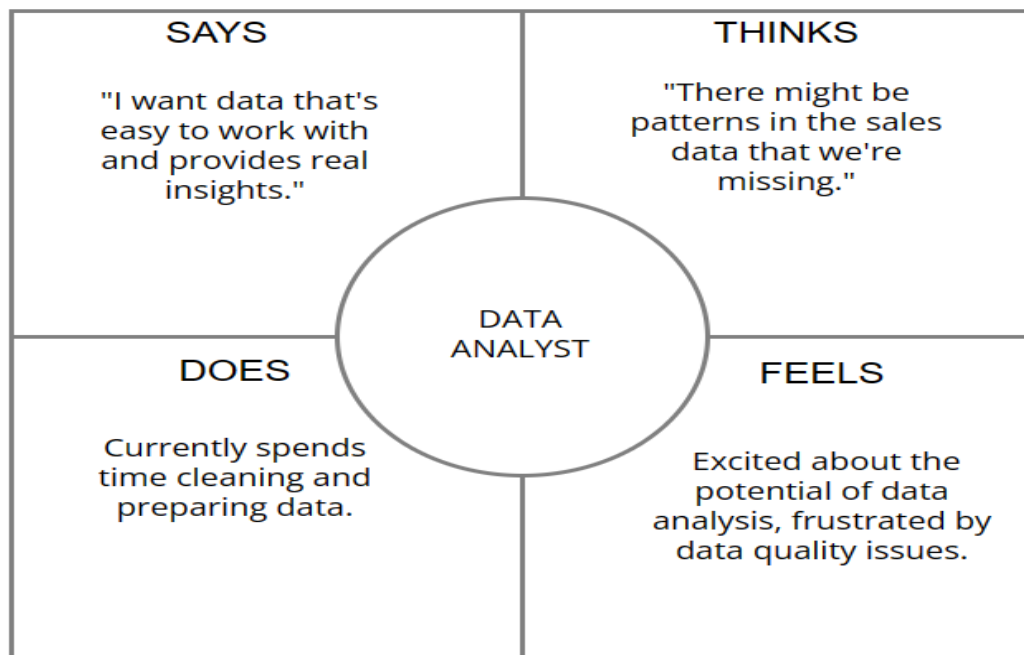 SAYS
"I want data that's
easy to work with
and provides real
insights."
THINKS
"There might be
patterns in the sales
data that we're
missing."
DATA
ANALYST
DOES
Currently spends
time cleaning and
preparing data.
FEELS
Excited about the
potential of data
analysis, frustrated by
data quality issues.